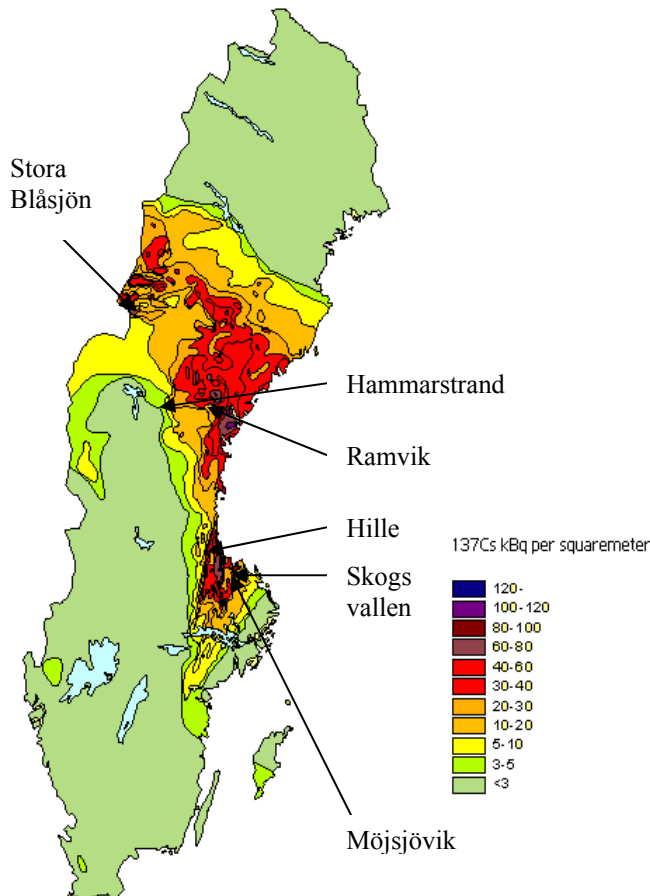 Stora
Blåsjön
Hammarstrand
Ramvik
Hille
Skogs
vallen
137Cs kBq per squaremeter
120-
100-120
80-100
60-80
40-60
30-40
20-30
10-20
5-10
3-5
<3
Möjsjövik